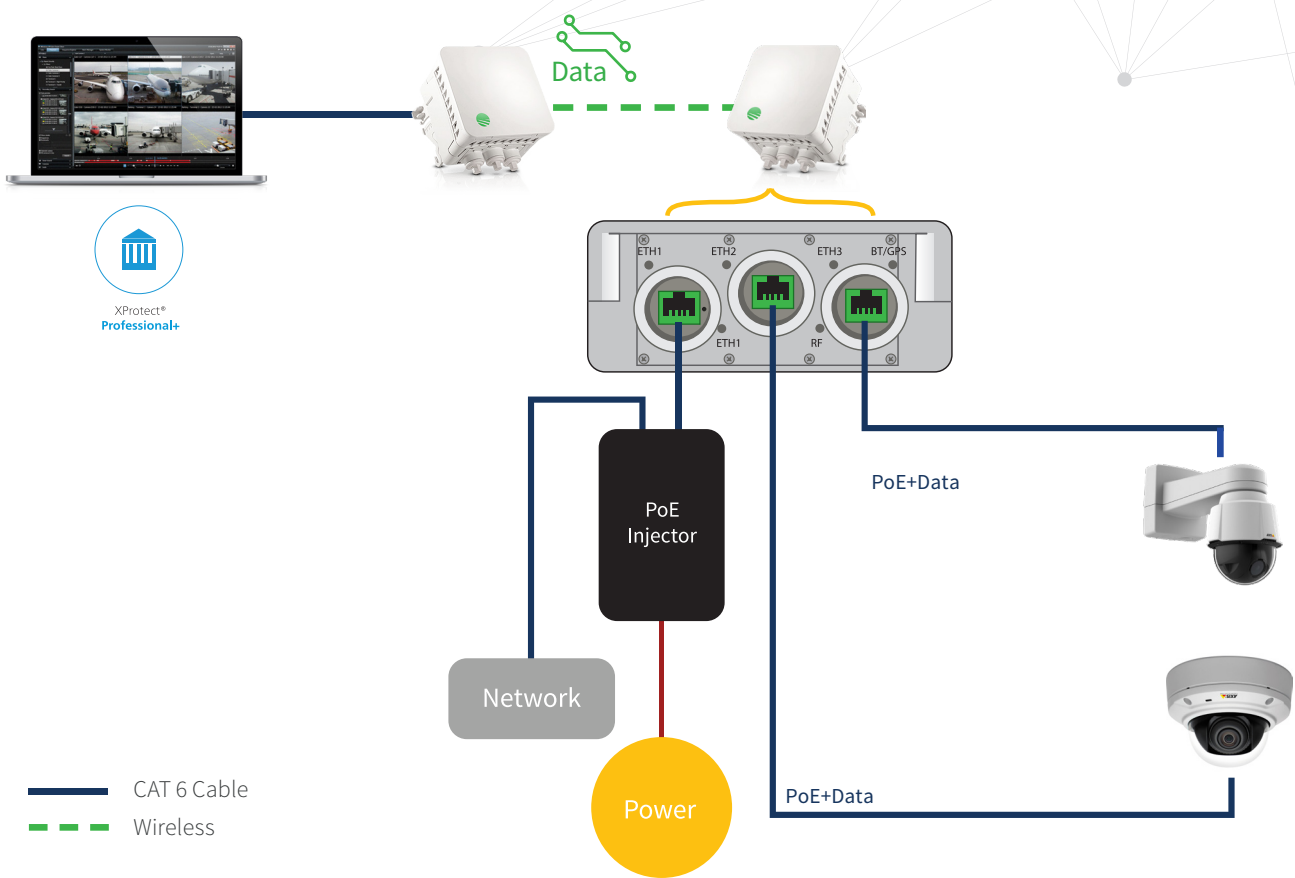 Data
XProtect®
Professional+
ETH1
ETH2
ETH3
BT/GPS
ETH1
RF
PoE+Data
PoE
Injector
Network
Power
PoE+Data
CAT 6 Cable
Wireless